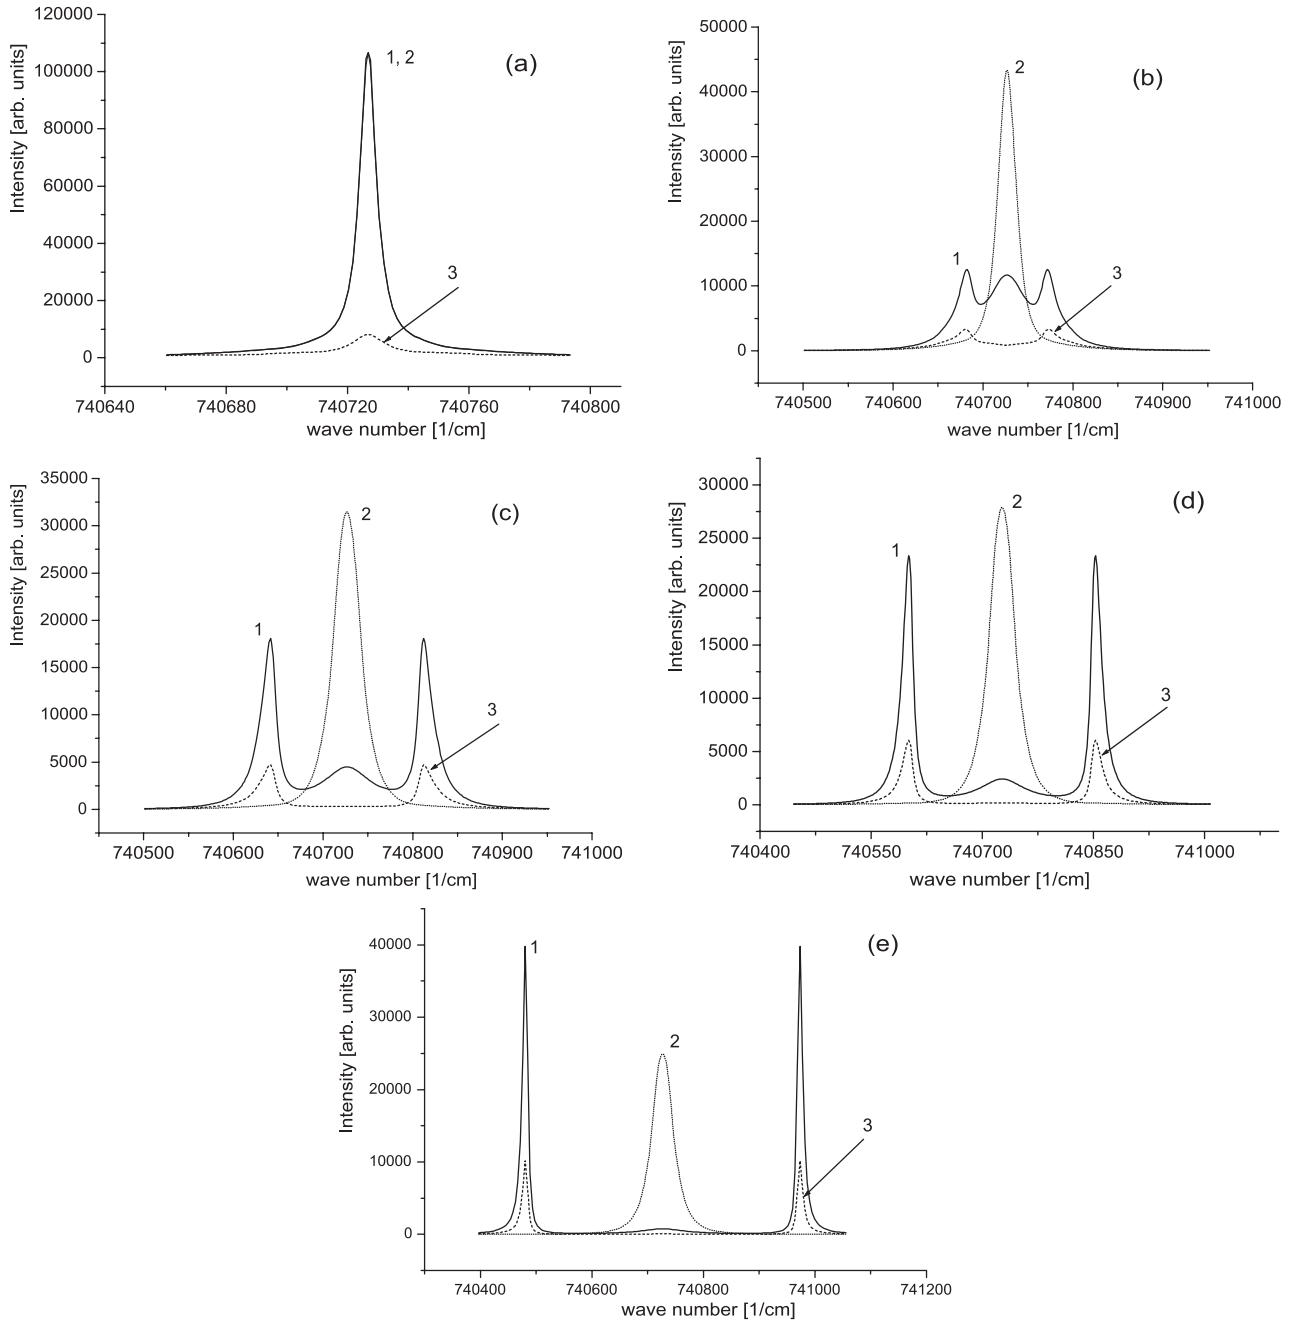 (a)
Intensity [arb. units]
120000
100000
80000
60000
40000
20000
0
1, 2
3
740640 740680 740720 740760 740800
wave number [1/cm]
(b)
Intensity [arb. units]
50000
40000
30000
20000
10000
0
2
1
3
740500 740600 740700 740800 740900 741000
wave number [1/cm]
(c)
Intensity [arb. units]
35000
30000
25000
20000
15000
10000
5000
0
2
1
3
740500 740600 740700 740800 740900 741000
wave number [1/cm]
(d)
Intensity [arb. units]
30000
25000
20000
15000
10000
5000
0
2
1
3
740400 740550 740700 740850 741000
wave number [1/cm]
(e)
Intensity [arb. units]
40000
30000
20000
10000
0
1
2
3
740400 740600 740800 741000 741200
wave number [1/cm]